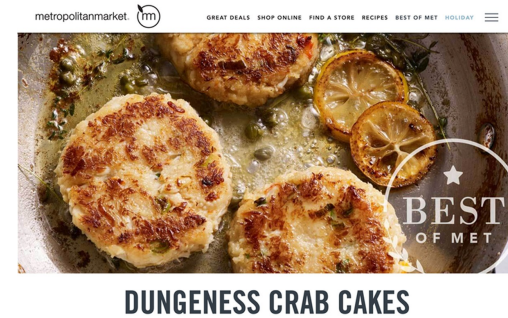 metropolitanmarket.
m
GREAT DEALS SHOP ONLINE FIND A STORE RECIPES BEST OF MET HOLIDAY
BEST
OF MET
DUNGENESS CRAB CAKES